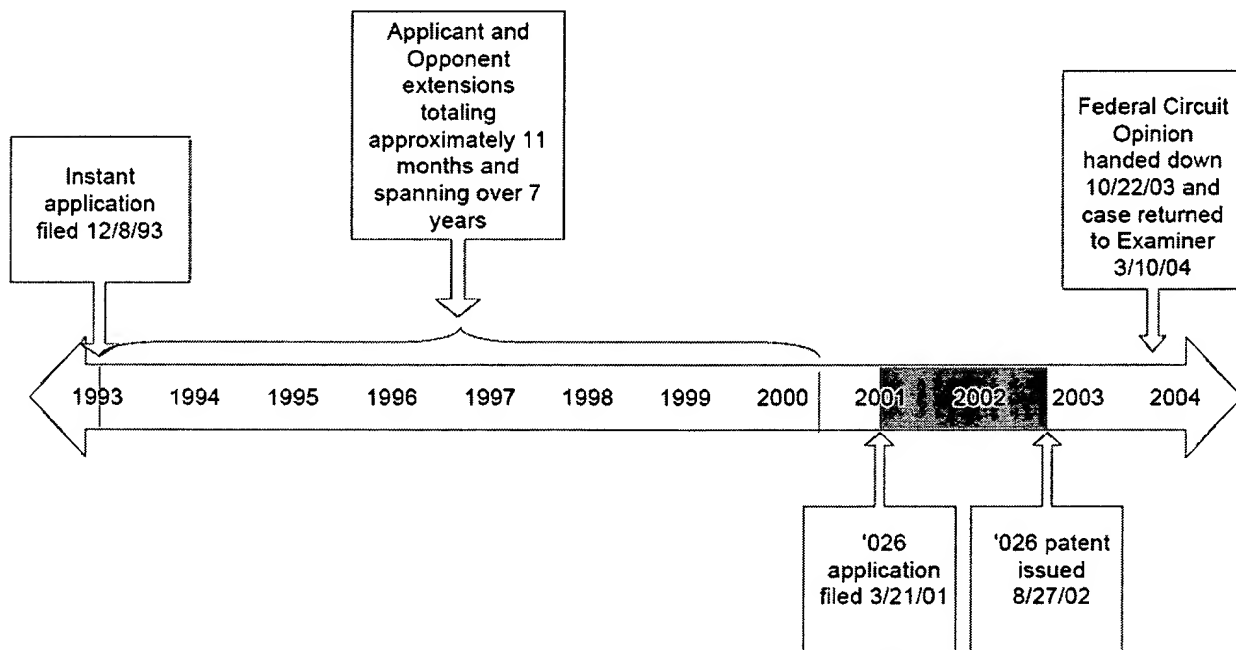 Instant
application
filed 12/8/93
Applicant and
Opponent
extensions
totaling
approximately 11
months and
spanning over 7
years
Federal Circuit
Opinion
handed down
10/22/03 and
case returned
to Examiner
3/10/04
1993 1994 1995 1996 1997 1998 1999 2000 2001 2002 2003 2004
'026
application
filed 3/21/01
'026 patent
issued
8/27/02